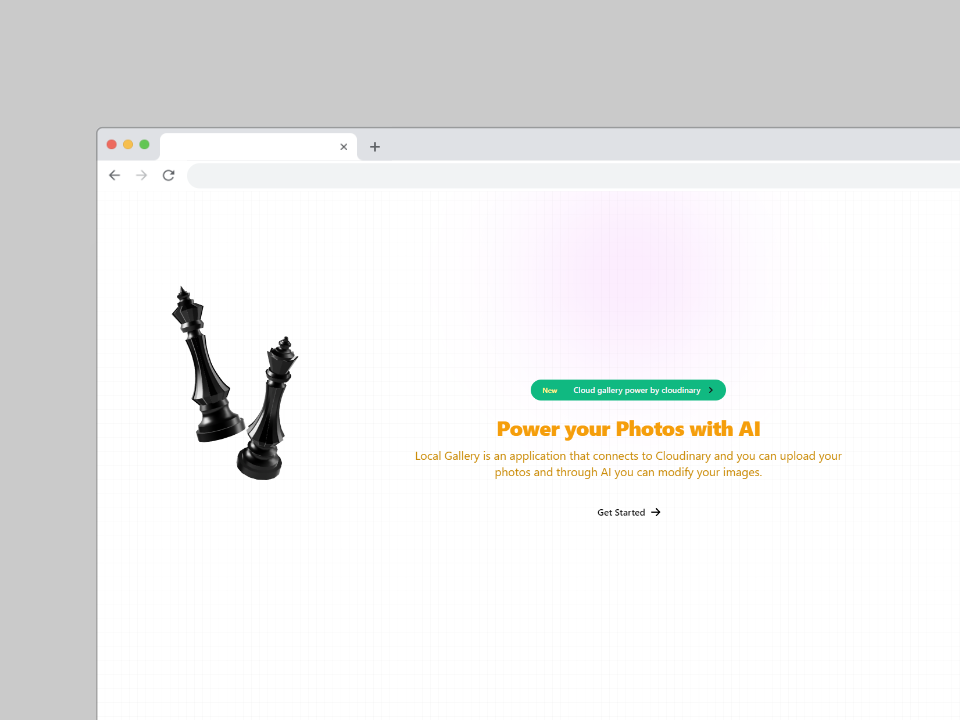 New Cloud gallery power by cloudinary
Power your Photos with AI
Local Gallery is an application that connects to Cloudinary and you can upload your
photos and through AI you can modify your images.
Get Started